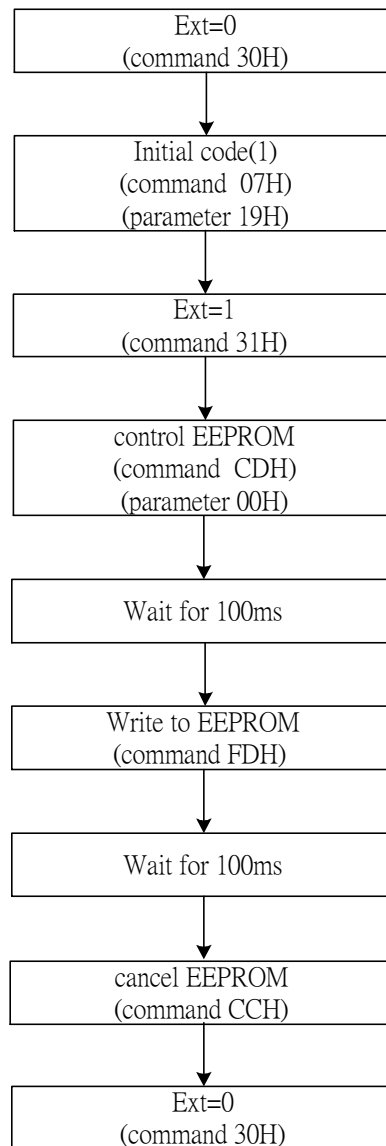 Ext=0
(command 30H)
Initial code(1)
(command 07H)
(parameter 19H)
Ext=1
(command 31H)
control EEPROM
(command CDH)
(parameter 00H)
Wait for 100ms
Write to EEPROM
(command FDH)
Wait for 100ms
cancel EEPROM
(command CCH)
Ext=0
(command 30H)